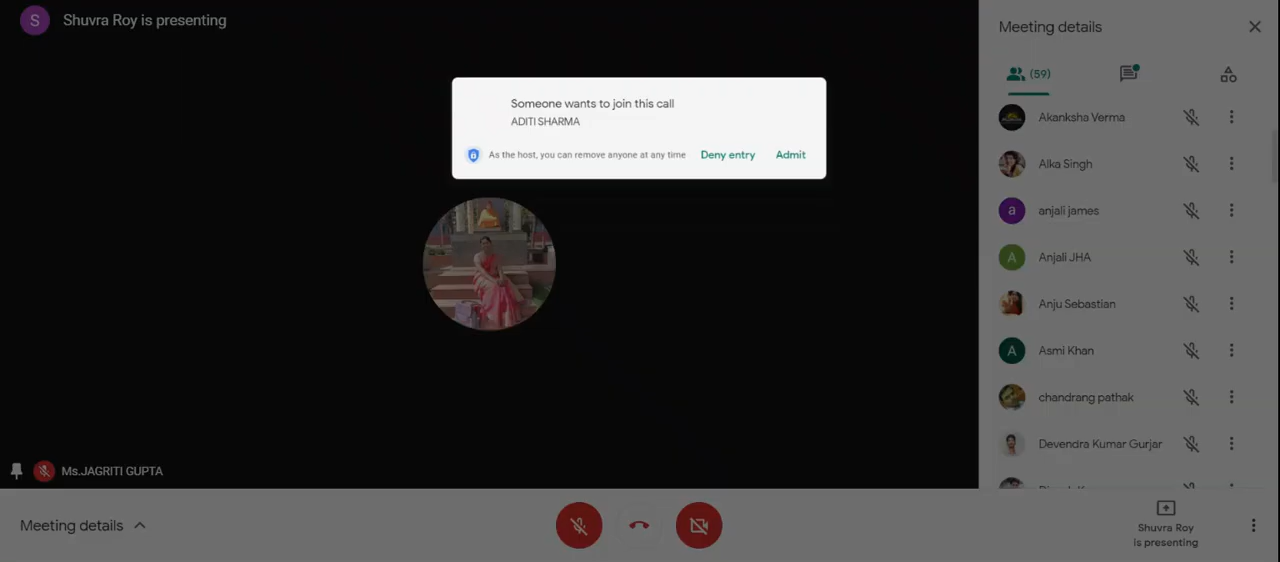 S
Shuvra Roy is presenting
Someone wants to join this call
ADITI SHARMA
As the host, you can remove anyone at any time
Deny entry
Admit
Ms.JAGRITI GUPTA
Meeting details
(59)
Akanksha Verma
Alka Singh
a
anjali james
A
Anjali JHA
Anju Sebastian
A
Asmi Khan
chandrang pathak
Devendra Kumar Gurjar
Meeting details
Shuvra Roy
is presenting